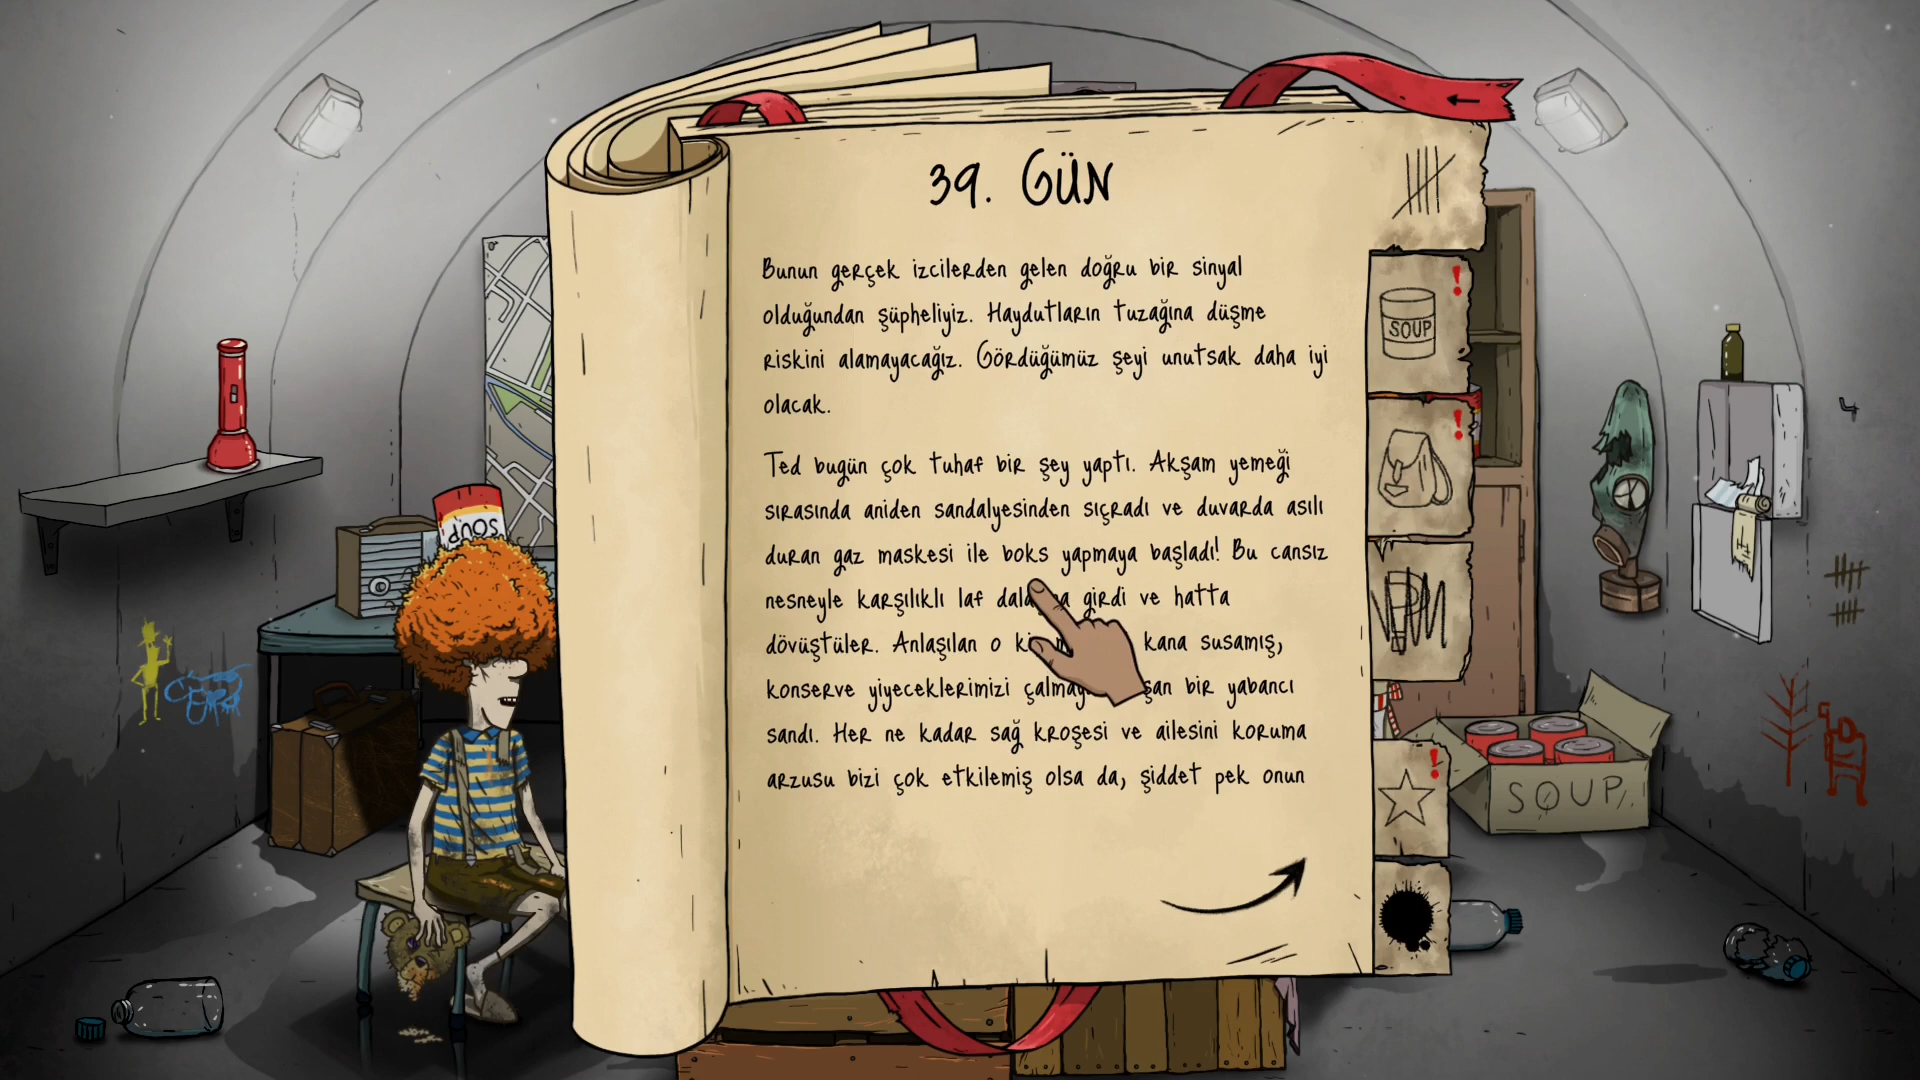 39. GÜN
Bunun gerçek izcilerden gelen doğru bir sinyal
olduğundan şüpheliyiz. Haydutların tuzağına düşme
riskini alamayacağız. Gördüğümüz şeyi unutsak daha iyi
olacak.
Ted bugün çok tuhaf bir şey yaptı. Akşam yemeği
sırasında aniden sandalyesinden sıçradı ve duvarda asılı
duran gaz maskesi ile boks yapmaya başladı! Bu cansız
nesneyle karşılıklı laf girdi ve hatta
dövüştüler. Anlaşılan o kana susamış,
konserve yiyeceklerimizi bir yabancı
sandı. Her ne kadar sağ kroşesi ve ailesini koruma
arzusu bizi çok etkilemiş olsa da, şiddet pek onun
SOUP
SOUP
SOUP